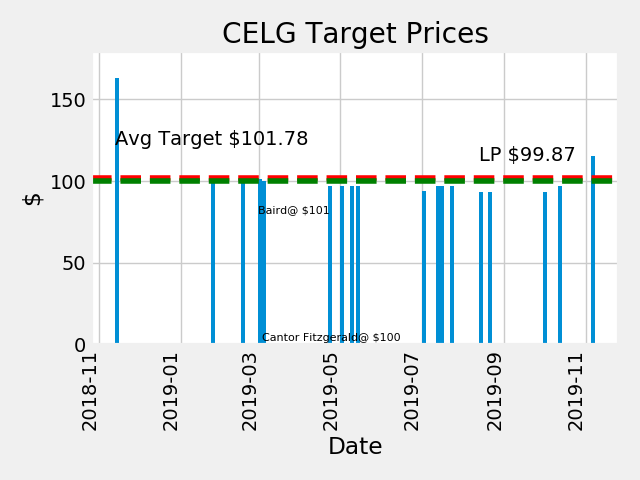 CELG Target Prices
$
150
100
50
0
Avg Target $101.78
LP $99.87
Baird@ $101
Cantor Fitzgerald@ $100
2018-11
2019-01
2019-03
2019-05
2019-07
2019-09
2019-11
Date